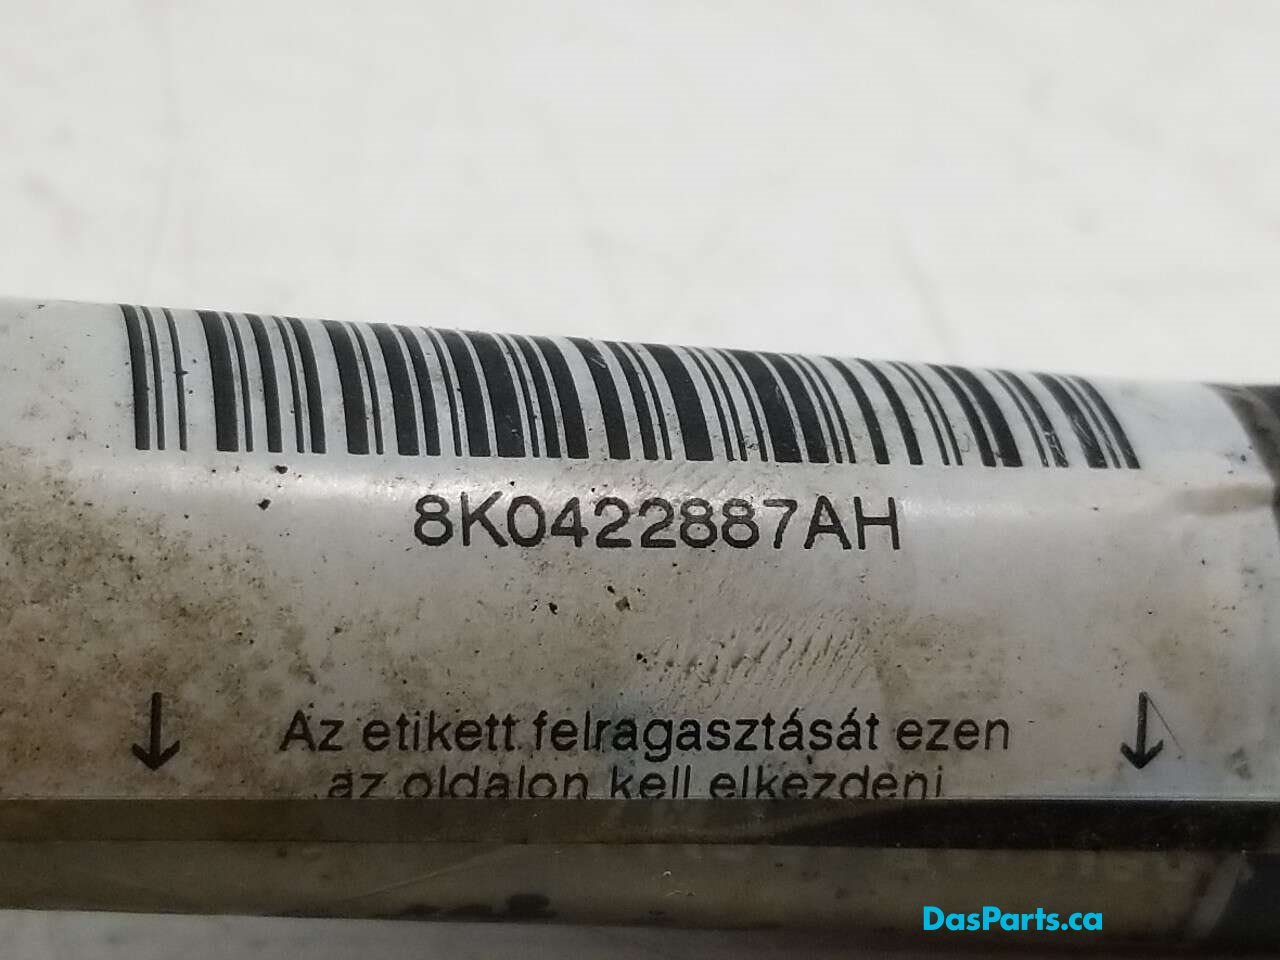 8K0422887AH
Az etikett felragasztását ezen
az oldalon kell elkezdeni
DasParts.ca